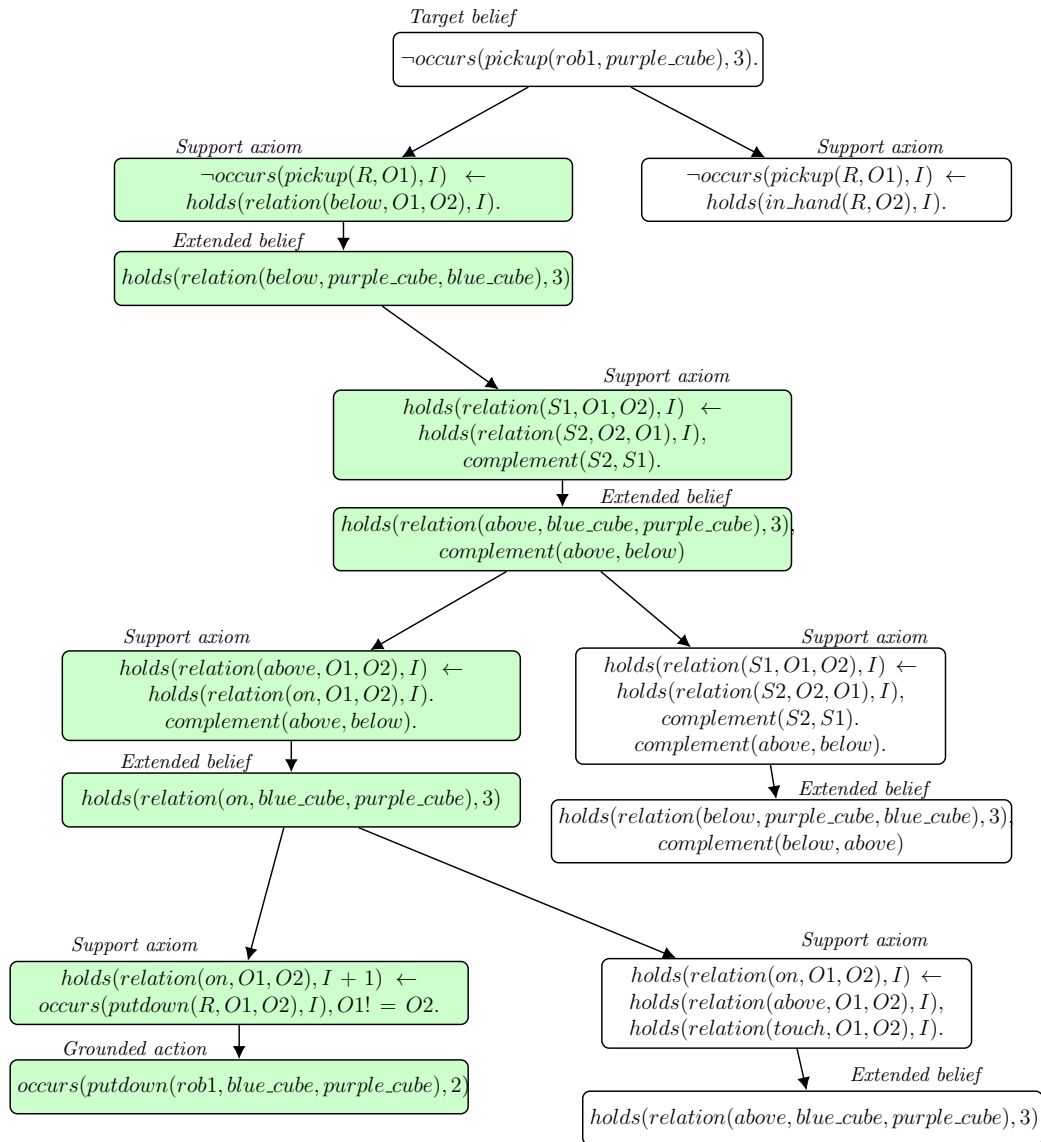 Target belief
¬occurs(pickup(rob1, purple_cube), 3).
Support axiom
¬occurs(pickup(R, O1), I) ←
holds(relation(below, O1, O2), I).
Support axiom
¬occurs(pickup(R, O1), I) ←
holds(in_hand(R, O2), I).
Extended belief
holds(relation(below, purple_cube, blue_cube), 3)
Support axiom
holds(relation(S1, O1, O2), I) ←
holds(relation(S2, O2, O1), I),
complement(S2, S1).
Extended belief
holds(relation(above, blue_cube, purple_cube), 3),
complement(above, below)
Support axiom
holds(relation(above, O1, O2), I) ←
holds(relation(on, O1, O2), I).
complement(above, below).
Support axiom
holds(relation(S1, O1, O2), I) ←
holds(relation(S2, O2, O1), I),
complement(S2, S1).
complement(above, below).
Extended belief
holds(relation(on, blue_cube, purple_cube), 3)
Extended belief
holds(relation(below, purple_cube, blue_cube), 3),
complement(below, above)
Support axiom
holds(relation(on, O1, O2), I + 1) ←
occurs(putdown(R, O1, O2), I), O1! = O2.
Support axiom
holds(relation(on, O1, O2), I) ←
holds(relation(above, O1, O2), I),
holds(relation(touch, O1, O2), I).
Grounded action
occurs(putdown(rob1, blue_cube, purple_cube), 2)
Extended belief
holds(relation(above, blue_cube, purple_cube), 3)